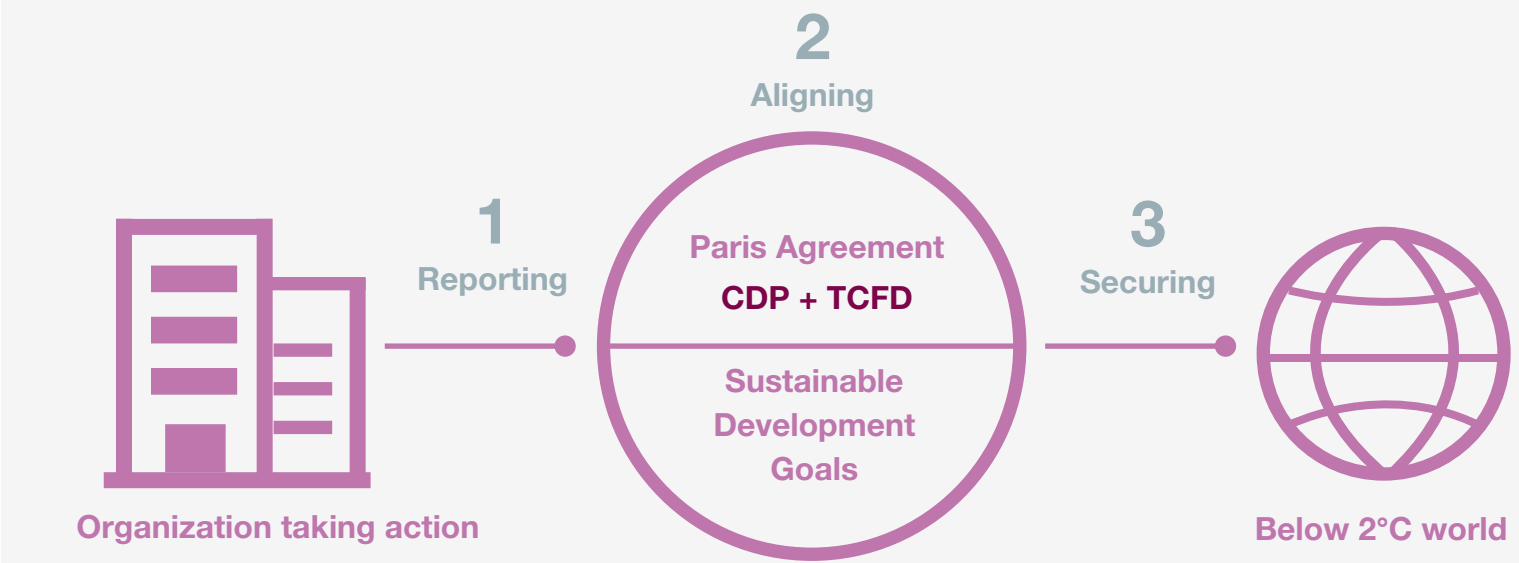 2
Aligning
1
Reporting
3
Securing
Paris Agreement
CDP + TCFD
Sustainable
Development
Goals
Organization taking action
Below 2°C world